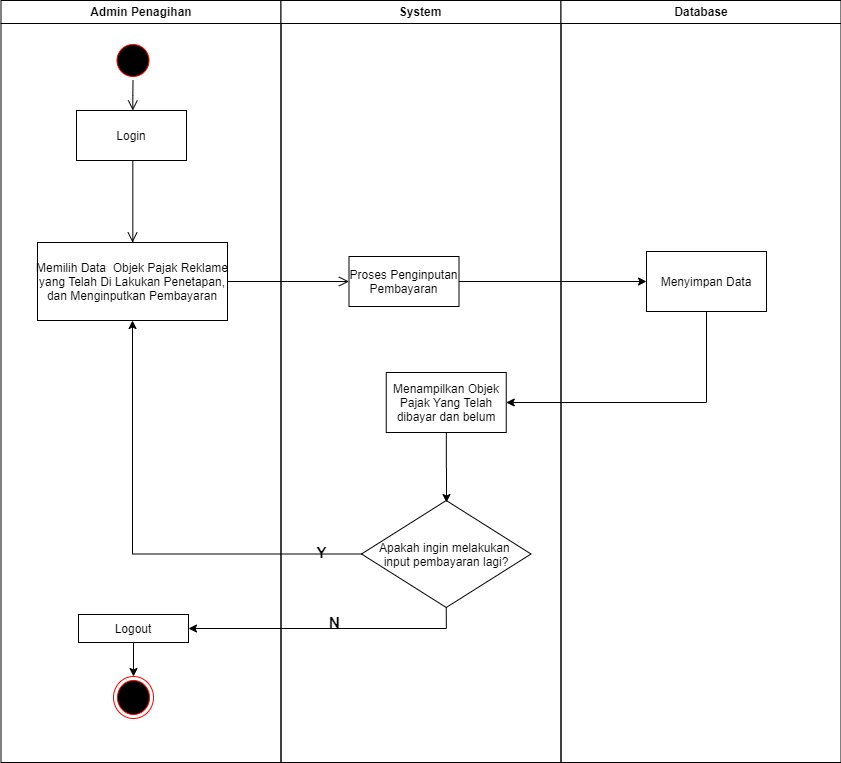 Admin Penagihan
System
Database
Login
Memilih Data Objek Pajak Reklame
yang Telah Di Lakukan Penetapan,
dan Menginputkan Pembayaran
Proses Penginputan
Pembayaran
Menyimpan Data
Menampilkan Objek
Pajak Yang Telah
dibayar dan belum
Apakah ingin melakukan
input pembayaran lagi?
Y
N
Logout